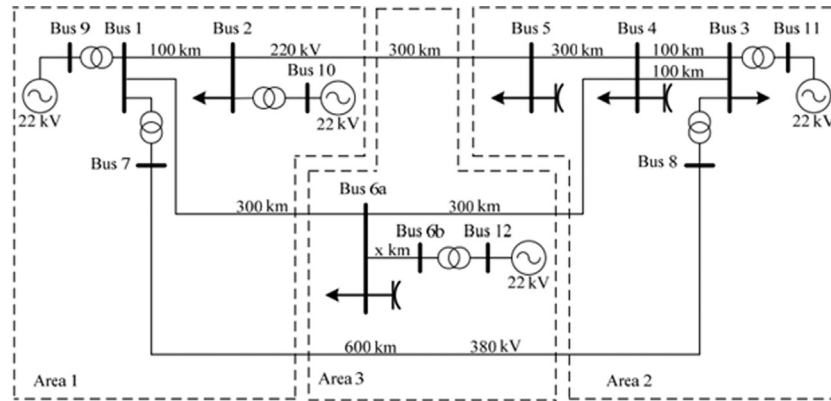 Bus 9 Bus 1 Bus 2 Bus 5 Bus 4 Bus 3 Bus 11
100 km 220 kV 300 km 300 km 100 km
100 km
Bus 10
22 kV 22 kV 22 kV
Bus 7 Bus 8
Bus 6a
300 km 300 km
Bus 6b Bus 12
x km
22 kV
600 km 380 kV
Area 1 Area 3 Area 2